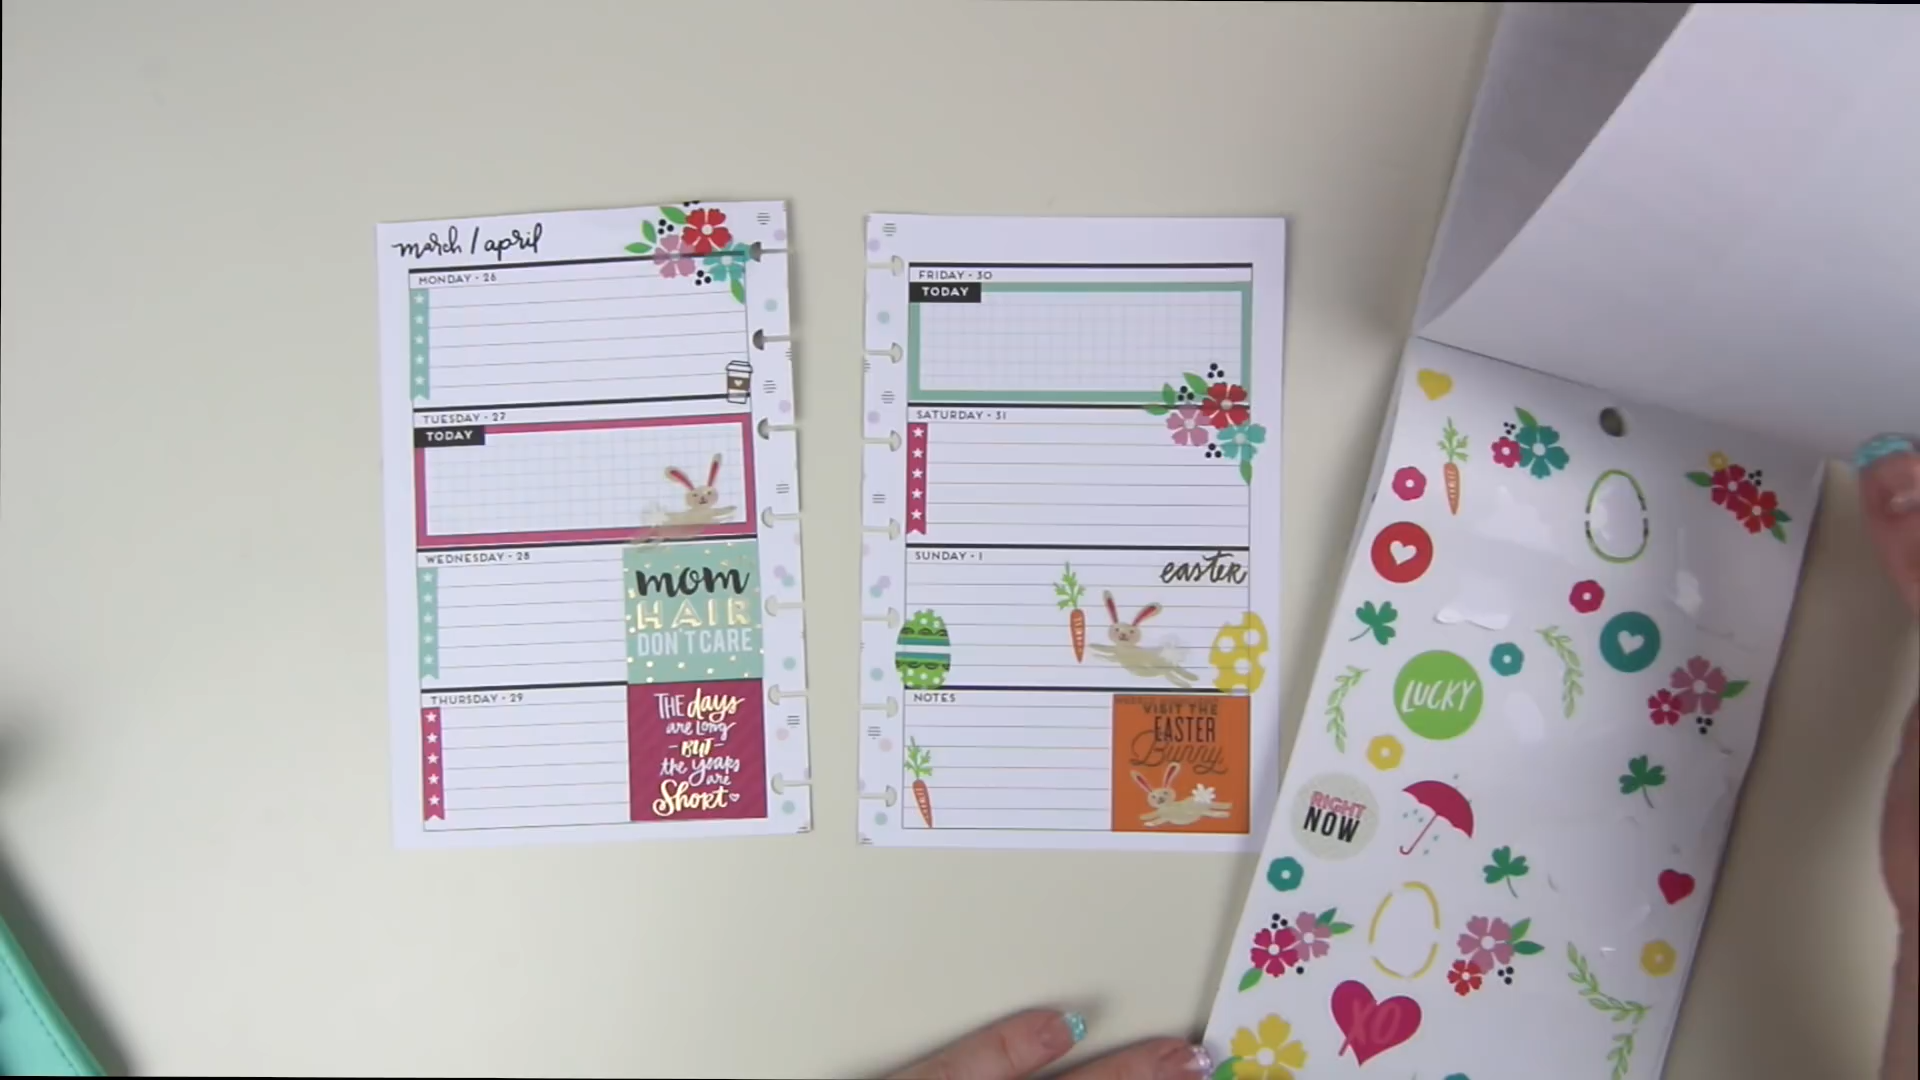 march / april
MONDAY · 26
TUESDAY · 27
TODAY
WEDNESDAY · 28
mom
HAIR
DON'T CARE
THURSDAY · 29
THE days
are long
- BUT -
the years
are
Short
FRIDAY · 30
TODAY
SATURDAY · 31
SUNDAY · 1
easter
NOTES
VISIT THE
EASTER
Bunny
LUCKY
RIGHT
NOW
XO